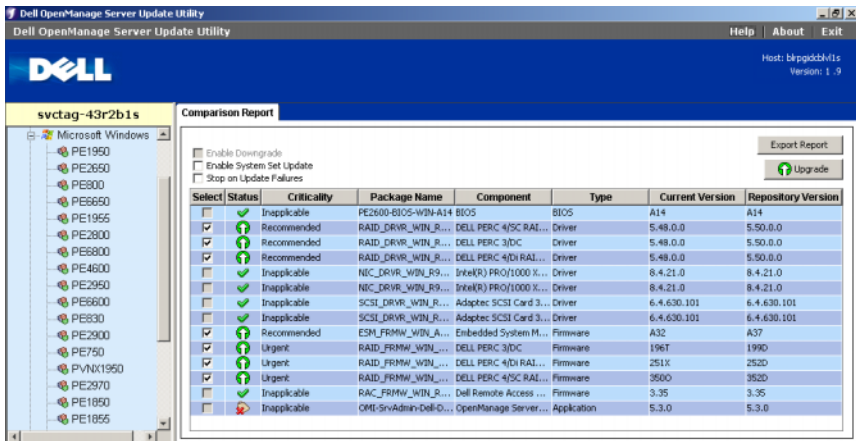 Dell OpenManage Server Update Utility
Dell OpenManage Server Update Utility
Help | About | Exit
DELL
Host: blrpgidcblvl1s
Version: 1 .9
svctag-43r2b1s
Microsoft Windows
PE1950
PE2650
PE800
PE6650
PE1955
PE2800
PE6800
PE4600
PE2950
PE6600
PE830
PE2900
PE750
PVNX1950
PE2970
PE1850
PE1855
Comparison Report
Enable Downgrade
Enable System Set Update
Stop on Update Failures
Export Report
Upgrade
Select Status Criticality Package Name Component Type Current Version Repository Version
Inapplicable PE2600-BIOS-WIN-A14 BIOS BIOS A14 A14
Recommended RAID_DRVR_WIN_R... DELL PERC 4/SC RAI... Driver 5.48.0.0 5.50.0.0
Recommended RAID_DRVR_WIN_R... DELL PERC 3/DC Driver 5.48.0.0 5.50.0.0
Recommended RAID_DRVR_WIN_R... DELL PERC 4/Di RAI... Driver 5.48.0.0 5.50.0.0
Inapplicable NIC_DRVR_WIN_R9... Intel(R) PRO/1000 X... Driver 8.4.21.0 8.4.21.0
Inapplicable NIC_DRVR_WIN_R9... Intel(R) PRO/1000 X... Driver 8.4.21.0 8.4.21.0
Inapplicable SCSI_DRVR_WIN_R... Adaptec SCSI Card 3... Driver 6.4.630.101 6.4.630.101
Inapplicable SCSI_DRVR_WIN_R... Adaptec SCSI Card 3... Driver 6.4.630.101 6.4.630.101
Recommended ESM_FRMW_WIN_A... Embedded System M... Firmware A32 A37
Urgent RAID_FRMW_WIN_... DELL PERC 3/DC Firmware 196T 199D
Urgent RAID_FRMW_WIN_... DELL PERC 4/Di RAI... Firmware 251X 252D
Urgent RAID_FRMW_WIN_... DELL PERC 4/SC RAI... Firmware 350O 352D
Inapplicable RAC_FRMW_WIN_R... Dell Remote Access ... Firmware 3.35 3.35
Inapplicable OMI-SrvAdmin-Dell-D... OpenManage Server... Application 5.3.0 5.3.0